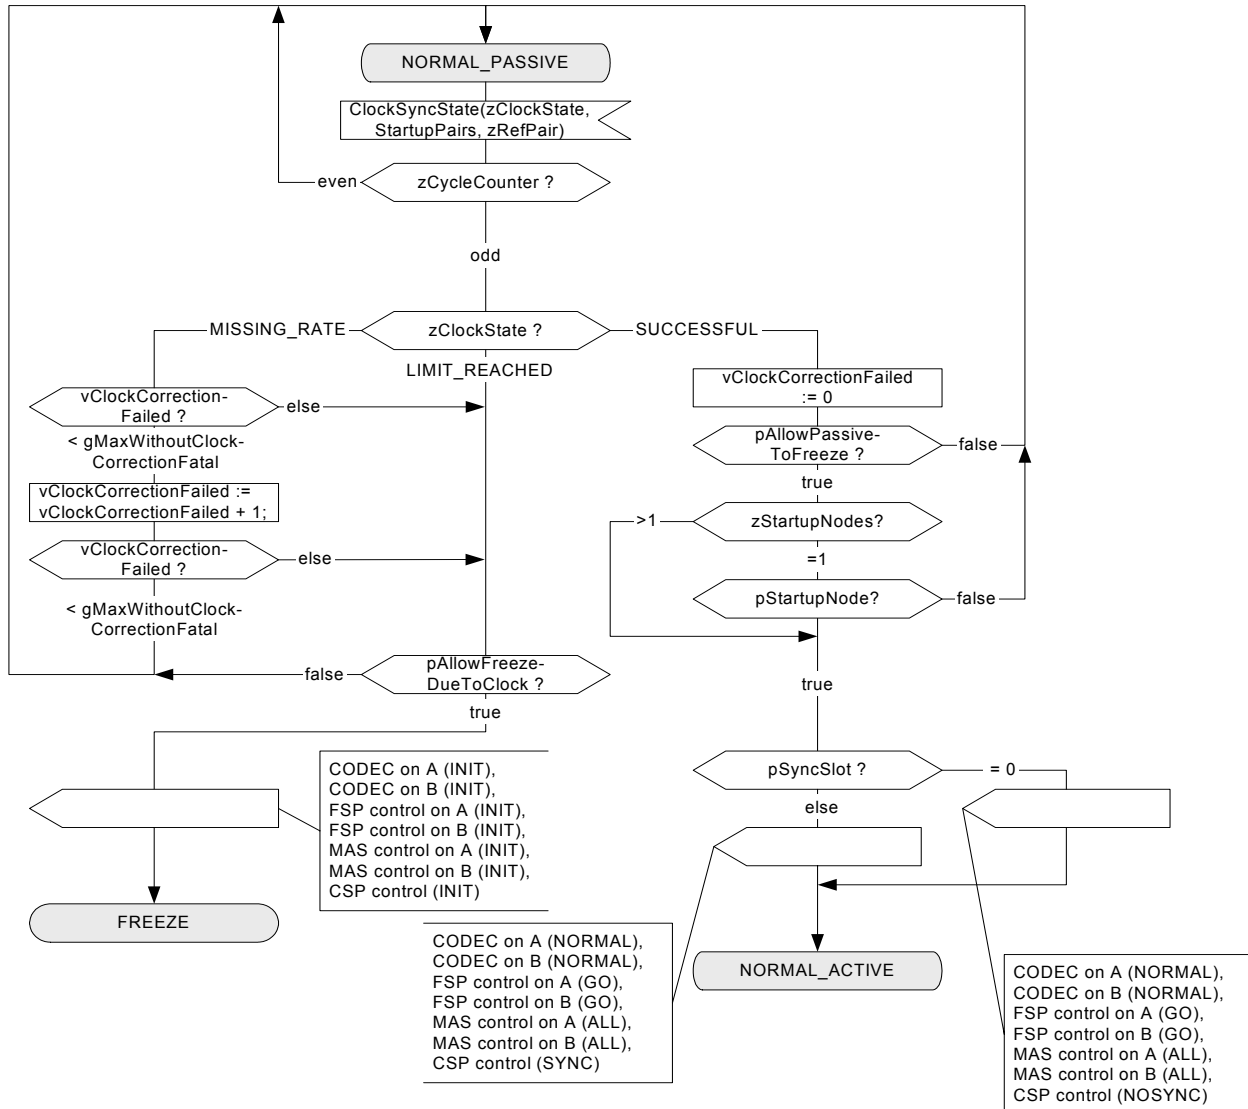 NORMAL_PASSIVE
ClockSyncState(zClockState,
StartupPairs, zRefPair)
even
zCycleCounter ?
odd
MISSING_RATE
zClockState ?
SUCCESSFUL
LIMIT_REACHED
vClockCorrection-
Failed ?
else
< gMaxWithoutClock-
CorrectionFatal
vClockCorrectionFailed :=
vClockCorrectionFailed + 1;
vClockCorrection-
Failed ?
else
< gMaxWithoutClock-
CorrectionFatal
vClockCorrectionFailed
:= 0
pAllowPassive-
ToFreeze ?
false
true
>1
zStartupNodes?
=1
pStartupNode?
false
false
pAllowFreeze-
DueToClock ?
true
true
CODEC on A (INIT),
CODEC on B (INIT),
FSP control on A (INIT),
FSP control on B (INIT),
MAS control on A (INIT),
MAS control on B (INIT),
CSP control (INIT)
FREEZE
pSyncSlot ?
= 0
else
CODEC on A (NORMAL),
CODEC on B (NORMAL),
FSP control on A (GO),
FSP control on B (GO),
MAS control on A (ALL),
MAS control on B (ALL),
CSP control (SYNC)
NORMAL_ACTIVE
CODEC on A (NORMAL),
CODEC on B (NORMAL),
FSP control on A (GO),
FSP control on B (GO),
MAS control on A (ALL),
MAS control on B (ALL),
CSP control (NOSYNC)